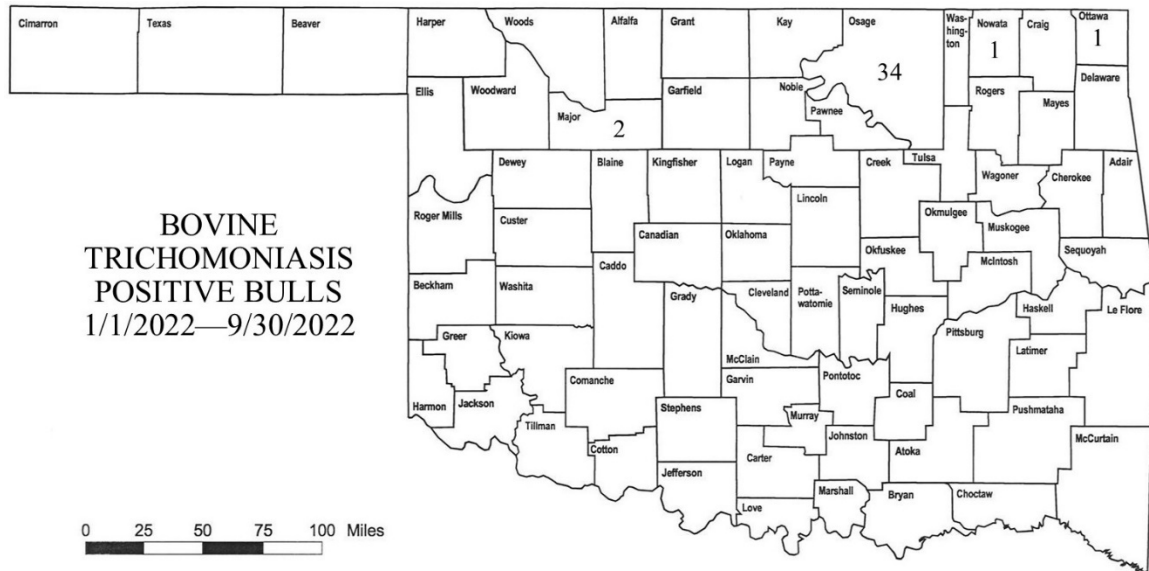 Cimarron
Texas
Beaver
Harper
Woods
Alfalfa
Grant
Kay
Osage
34
Was-
hing-
ton
Nowata
1
Craig
Ottawa
1
Ellis
Woodward
Major
2
Garfield
Noble
Pawnee
Rogers
Mayes
Delaware
Dewey
Blaine
Kingfisher
Logan
Payne
Creek
Tulsa
Wagoner
Cherokee
Adair
Roger Mills
Custer
Canadian
Oklahoma
Lincoln
Okmulgee
Muskogee
Okfuskee
McIntosh
Sequoyah
BOVINE
TRICHOMONIASIS
POSITIVE BULLS
1/1/2022—9/30/2022
Beckham
Washita
Caddo
Grady
Cleveland
Potta-
watomie
Seminole
Hughes
Pittsburg
Haskell
Le Flore
Greer
Kiowa
McClain
Latimer
Harmon
Jackson
Comanche
Garvin
Pontotoc
Coal
Pushmataha
Tillman
Stephens
Murray
Johnston
Atoka
McCurtain
Cotton
Jefferson
Carter
Love
Marshall
Bryan
Choctaw
0 25 50 75 100 Miles